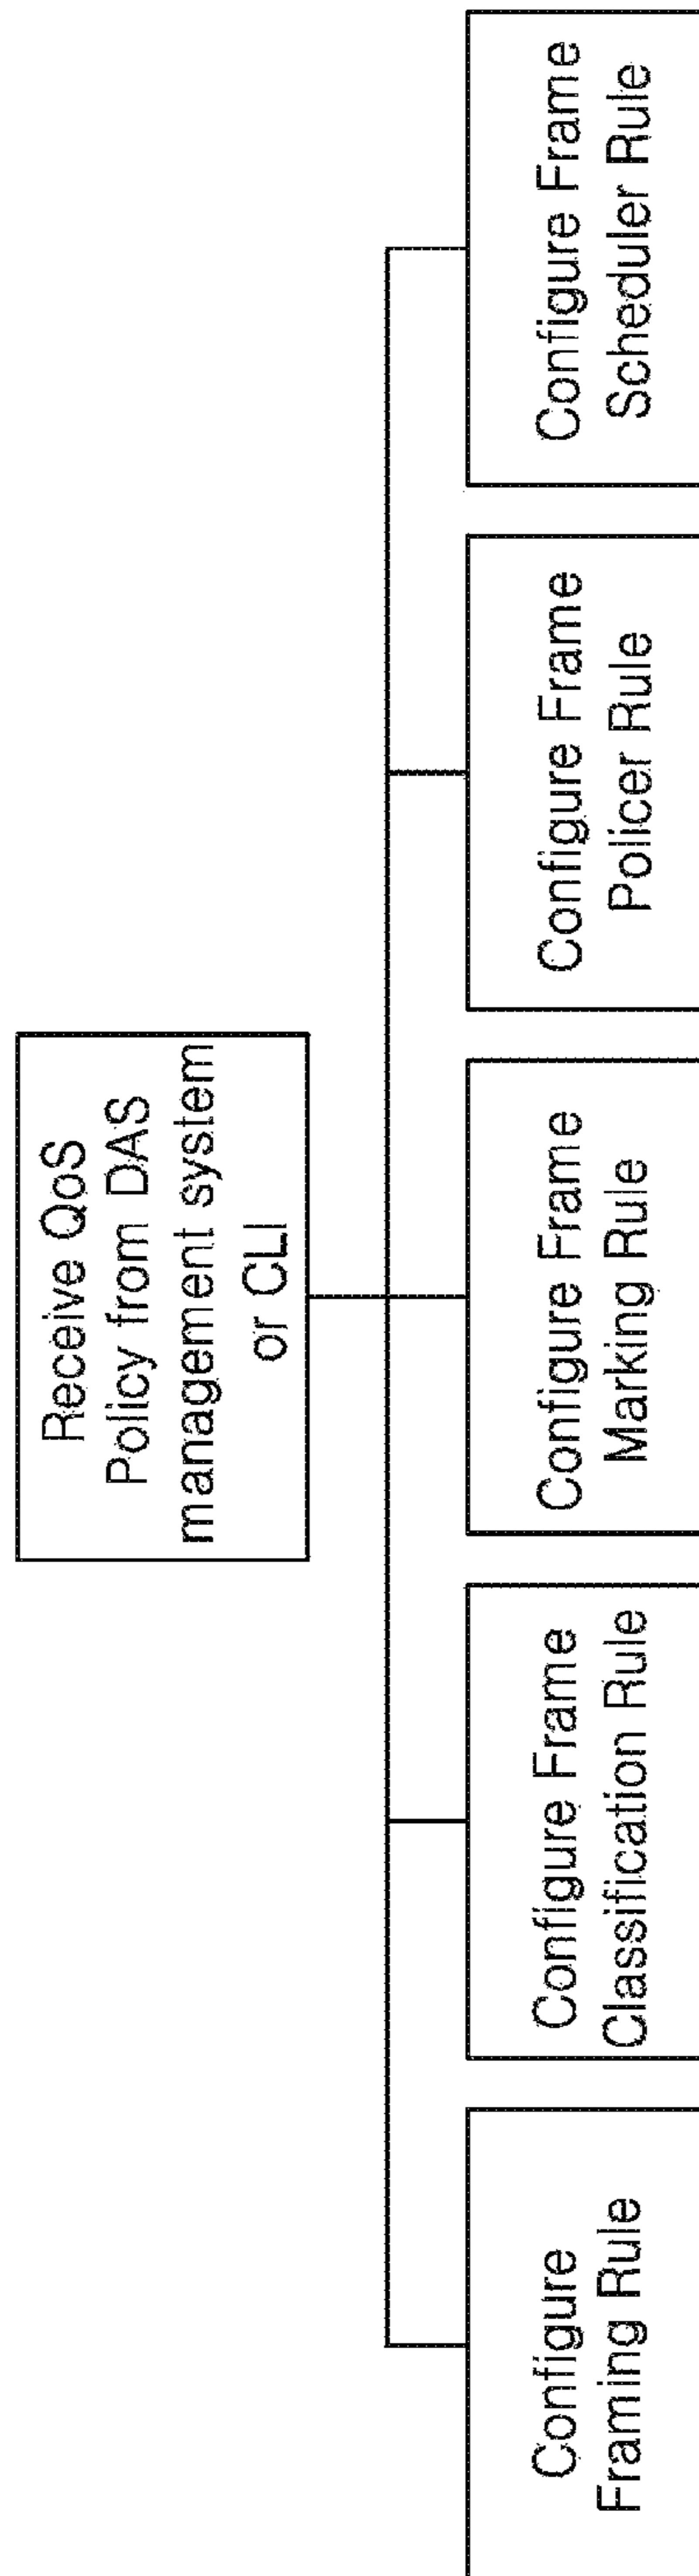 Receive QoS
Policy from DAS
management system
or CLI
Configure
Framing Rule
Configure Frame
Classification Rule
Configure Frame
Marking Rule
Configure Frame
Policer Rule
Configure Frame
Scheduler Rule